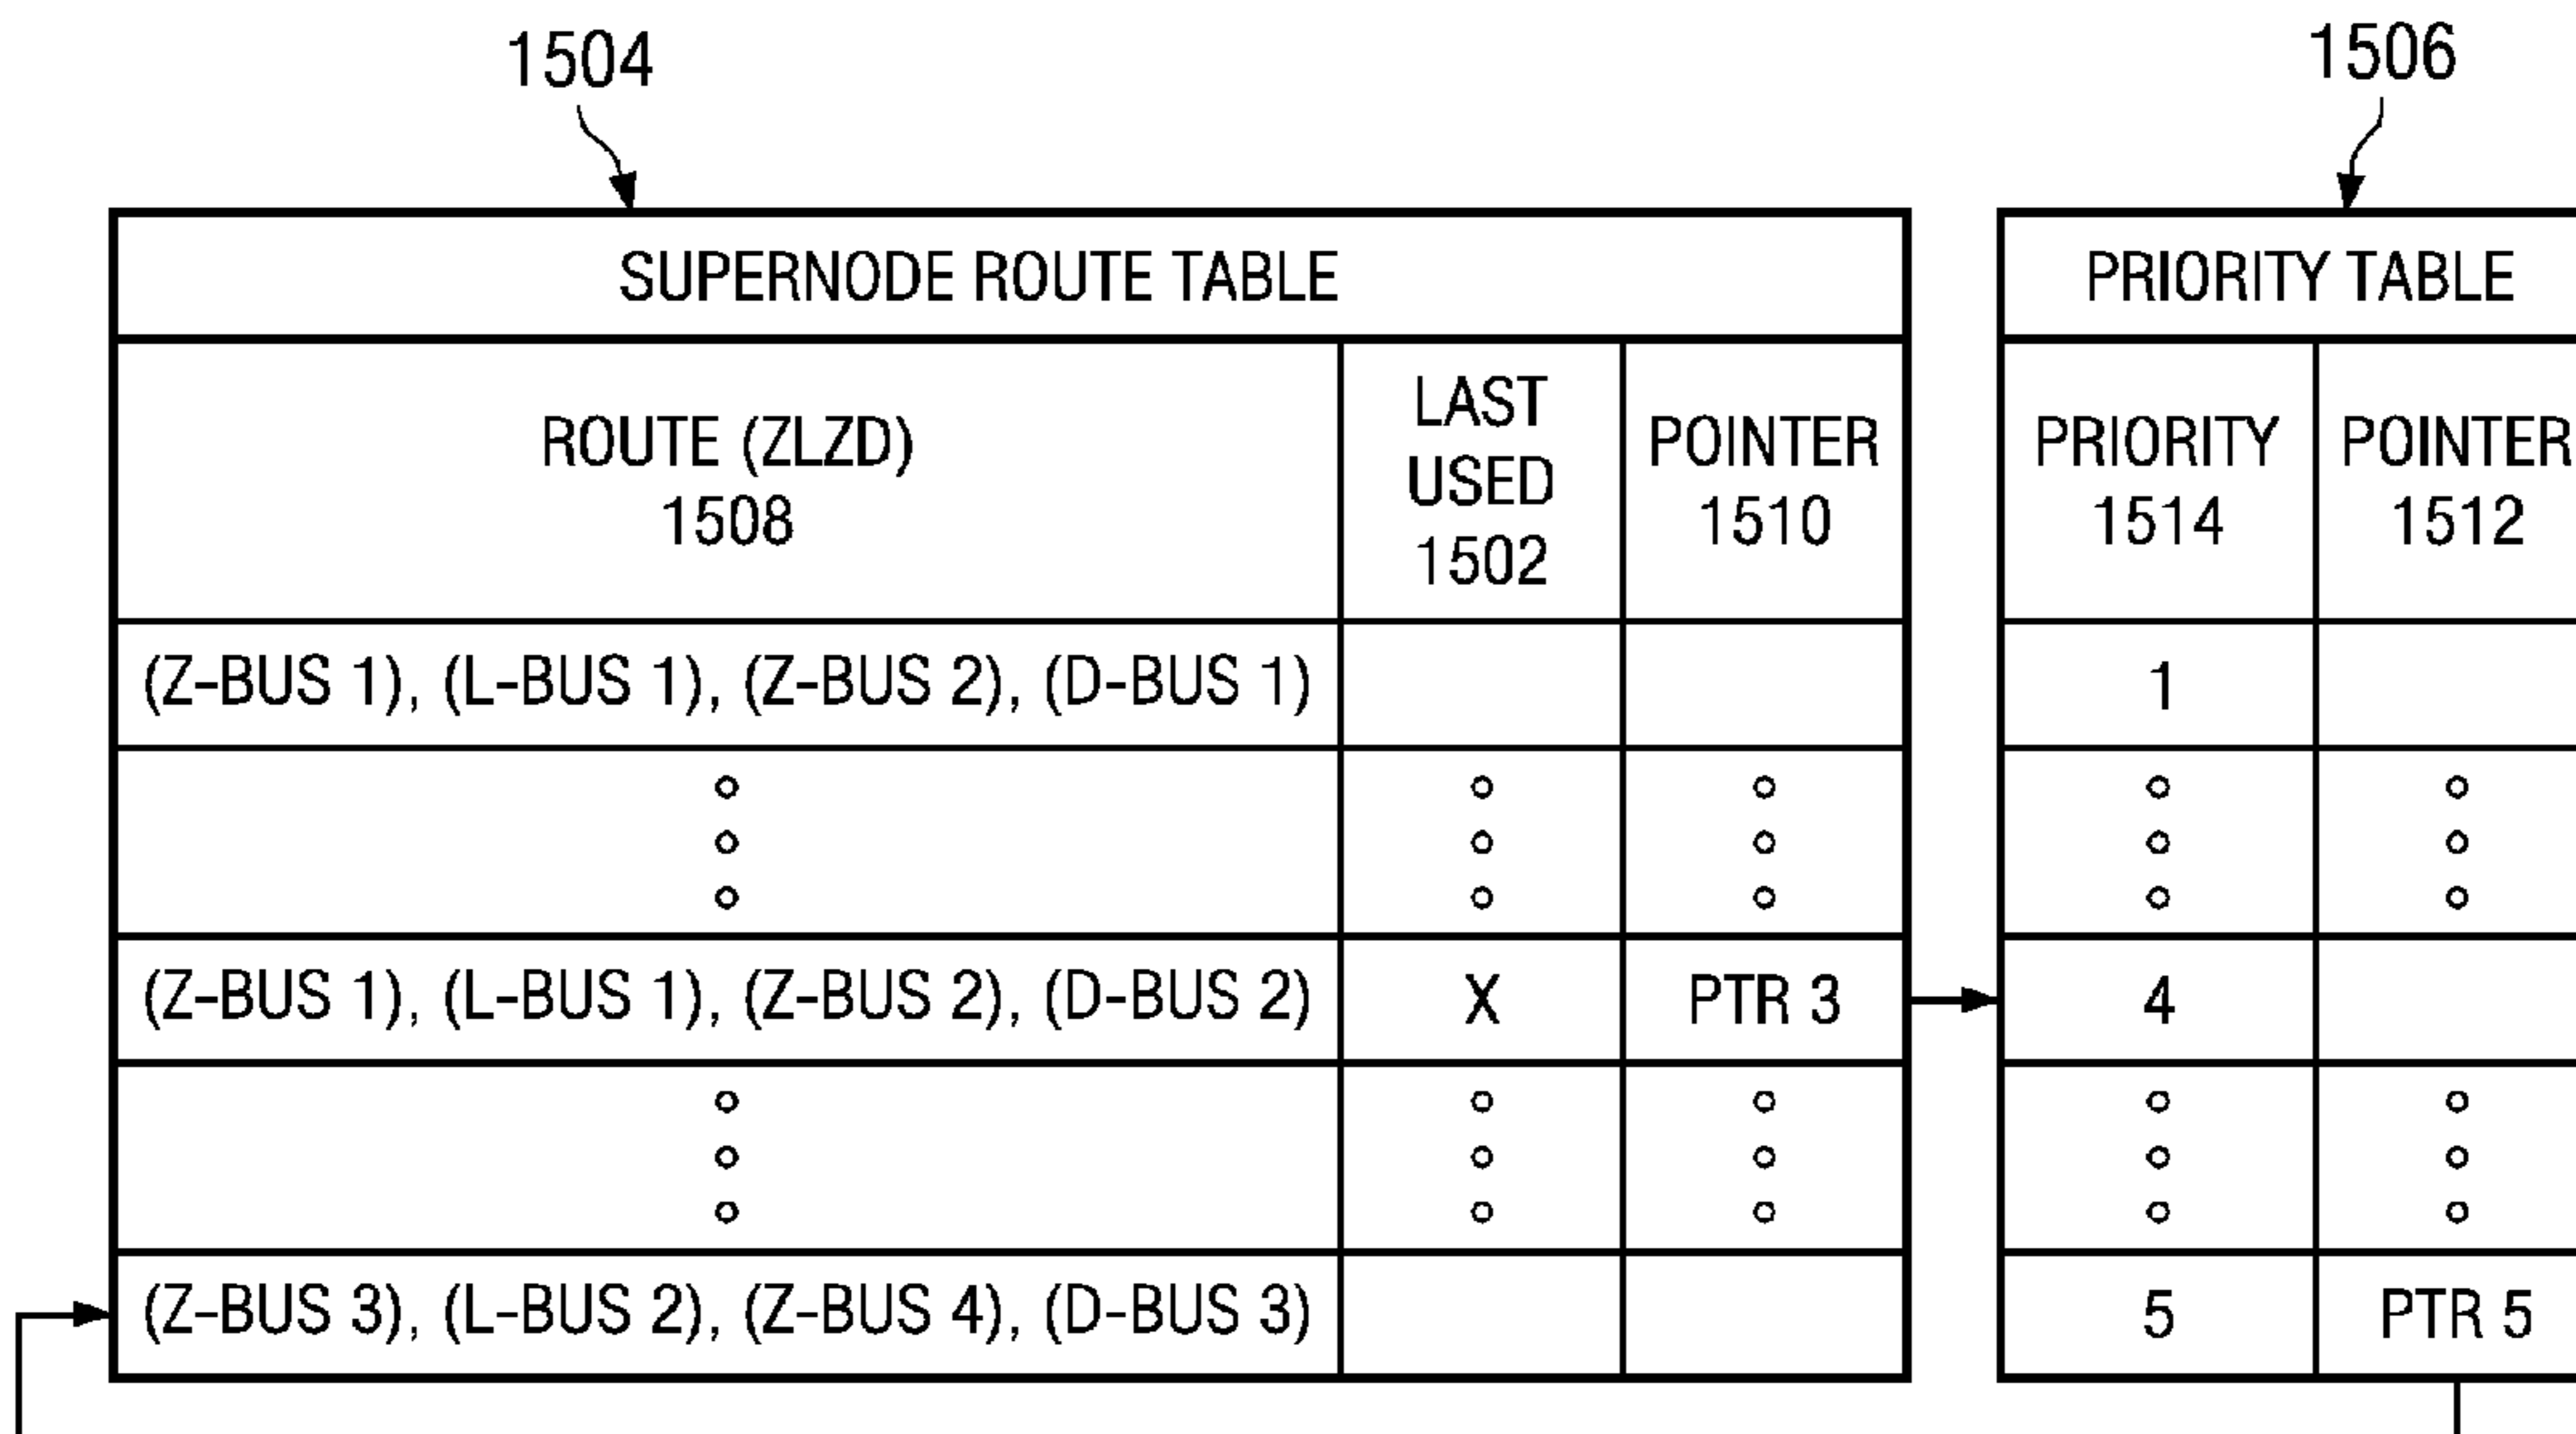 1504
1506
SUPERNODE ROUTE TABLE
ROUTE (ZLZD)
1508
LAST
USED
1502
POINTER
1510
(Z-BUS 1), (L-BUS 1), (Z-BUS 2), (D-BUS 1)
(Z-BUS 1), (L-BUS 1), (Z-BUS 2), (D-BUS 2)
X
PTR 3
(Z-BUS 3), (L-BUS 2), (Z-BUS 4), (D-BUS 3)
PRIORITY TABLE
PRIORITY
1514
POINTER
1512
1
4
5
PTR 5